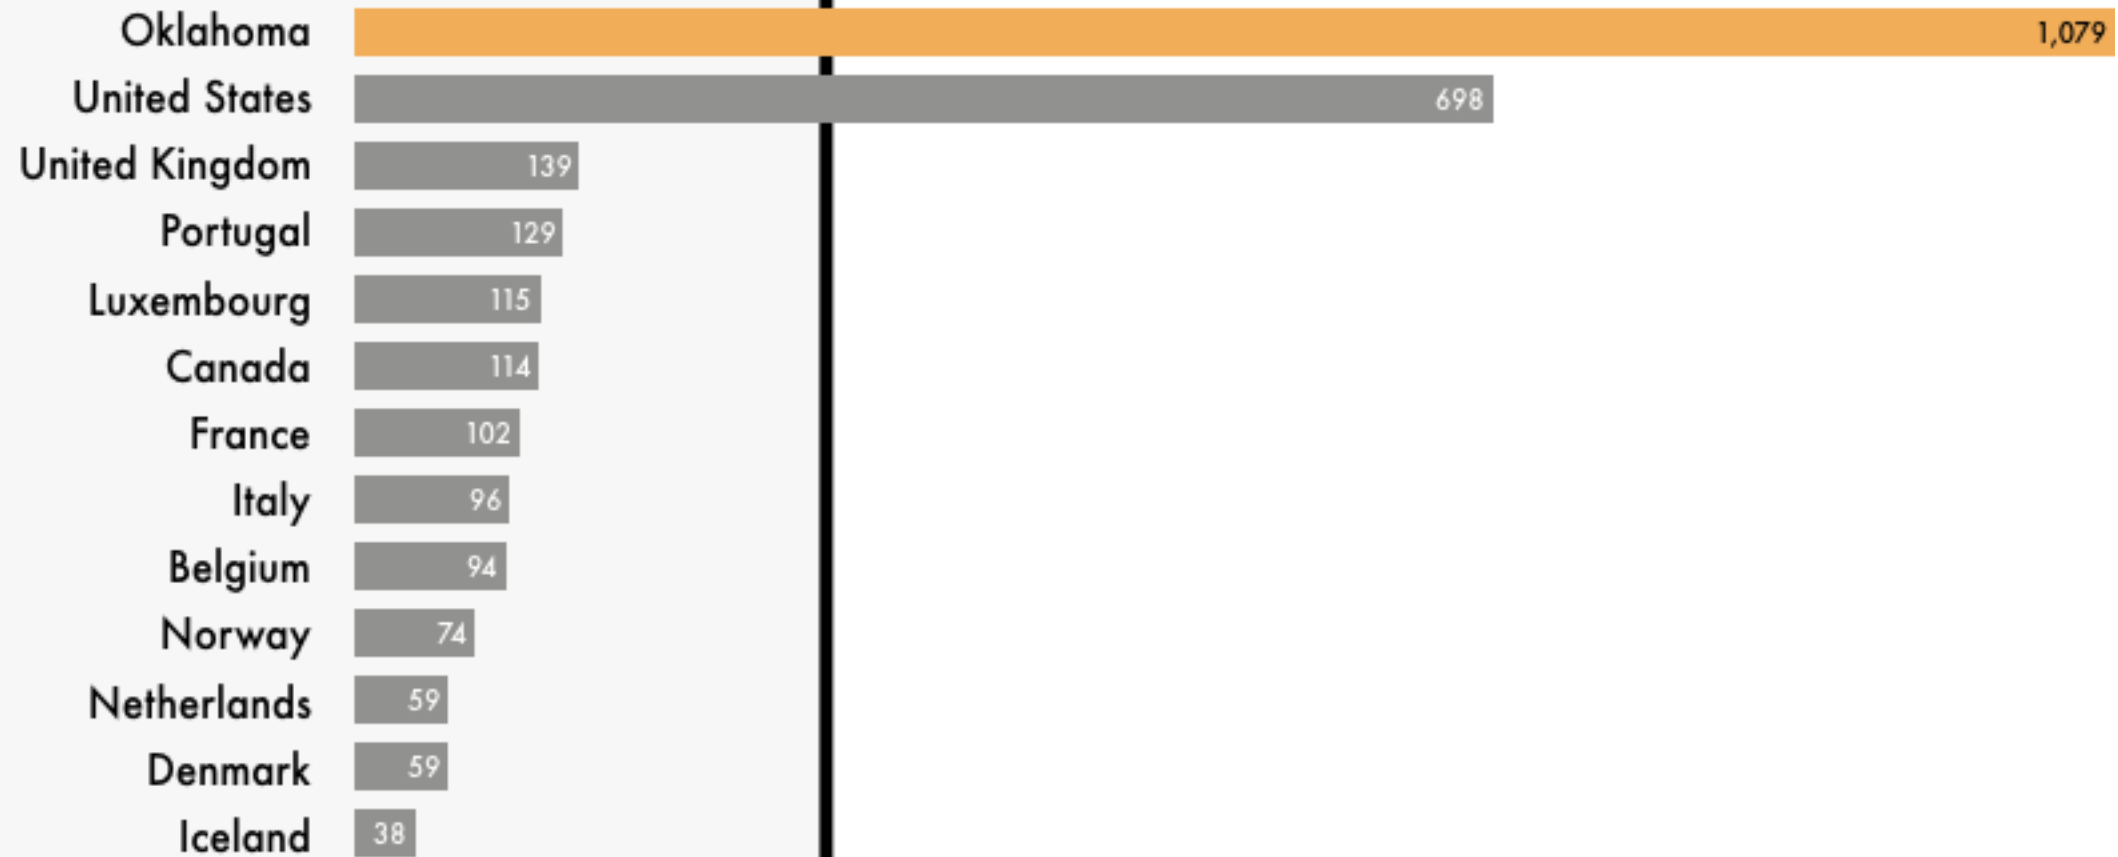 Oklahoma 1,079
United States 698
United Kingdom 139
Portugal 129
Luxembourg 115
Canada 114
France 102
Italy 96
Belgium 94
Norway 74
Netherlands 59
Denmark 59
Iceland 38